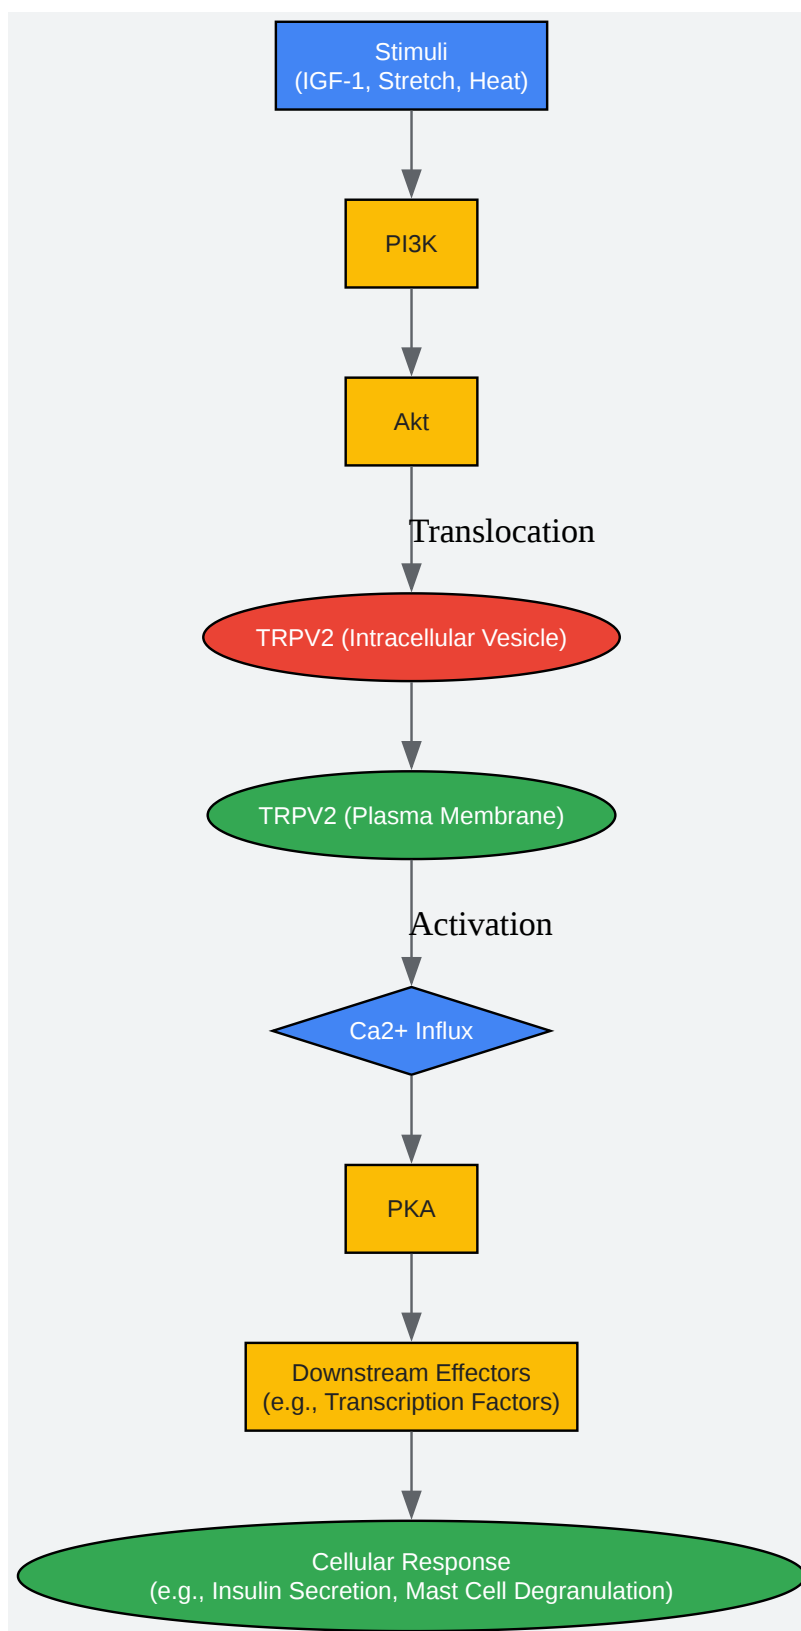 Stimuli
(IGF-1, Stretch, Heat)
PI3K
Akt
Translocation
TRPV2 (Intracellular Vesicle)
TRPV2 (Plasma Membrane)
Activation
Ca2+ Influx
PKA
Downstream Effectors
(e.g., Transcription Factors)
Cellular Response
(e.g., Insulin Secretion, Mast Cell Degranulation)